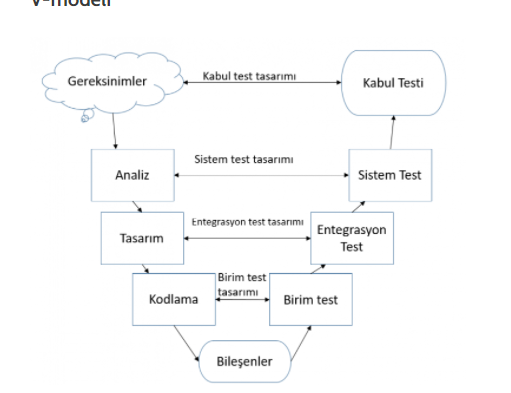 V-modeli
Gereksinimler
Kabul test tasarımı
Kabul Testi
Analiz
Sistem test tasarımı
Sistem Test
Tasarım
Entegrasyon test tasarımı
Entegrasyon
Test
Kodlama
Birim test
tasarımı
Birim test
Bileşenler